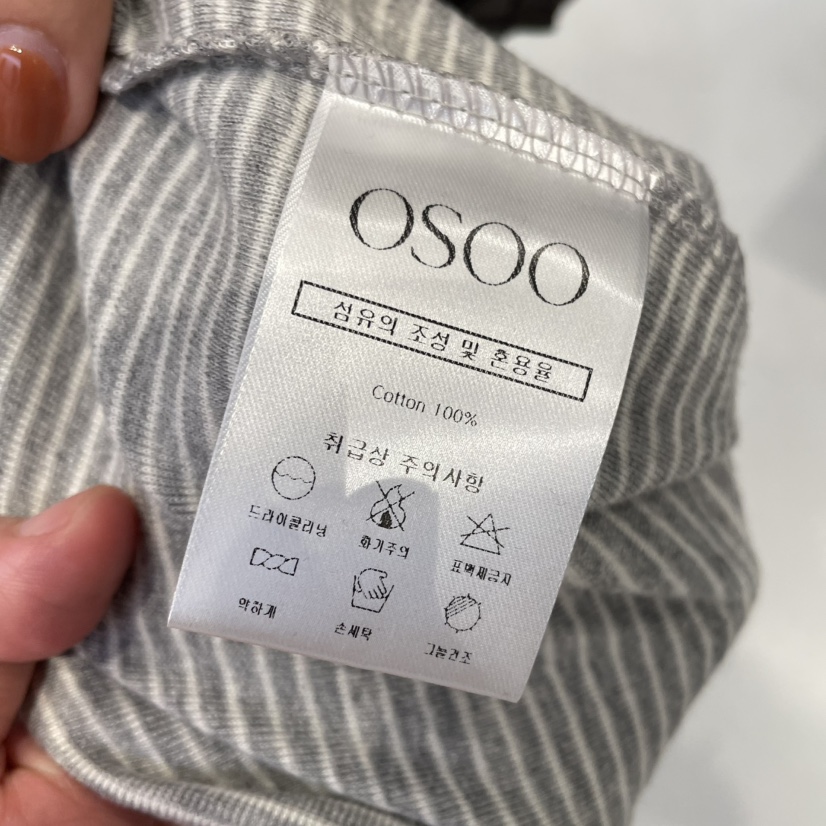 OSOO
섬유의 조성 및 혼용율
Cotton 100%
취급상 주의사항
드라이클리닝 화기주의 표백제금지
약하게 손세탁 그늘건조